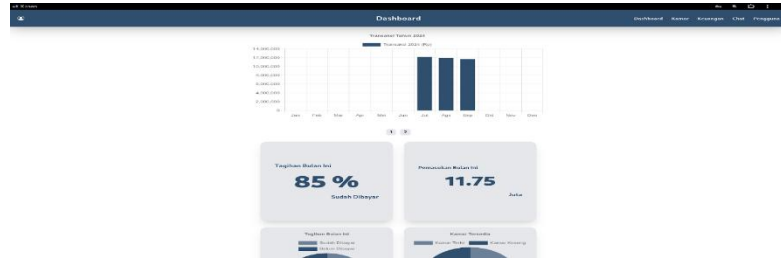 Dashboard
Dashboard Kamar Keuangan Chat Pengguna
Transaksi Tahun 2024
Transaksi 2024 (Rp)
14,000,000
12,000,000
10,000,000
8,000,000
6,000,000
4,000,000
2,000,000
0
Jan Feb Mar Apr Mei Jun Jul Agu Sep Okt Nov Des
1 2
Tagihan Bulan Ini
85 %
Sudah Dibayar
Pemasukan Bulan Ini
11.75
Juta
Tagihan Bulan Ini
Sudah Dibayar
Belum Dibayar
Kamar Tersedia
Kamar Terisi Kamar Kosong